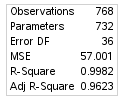 Observations 768
Parameters 732
Error DF 36
MSE 57.001
R-Square 0.9982
Adj R-Square 0.9623